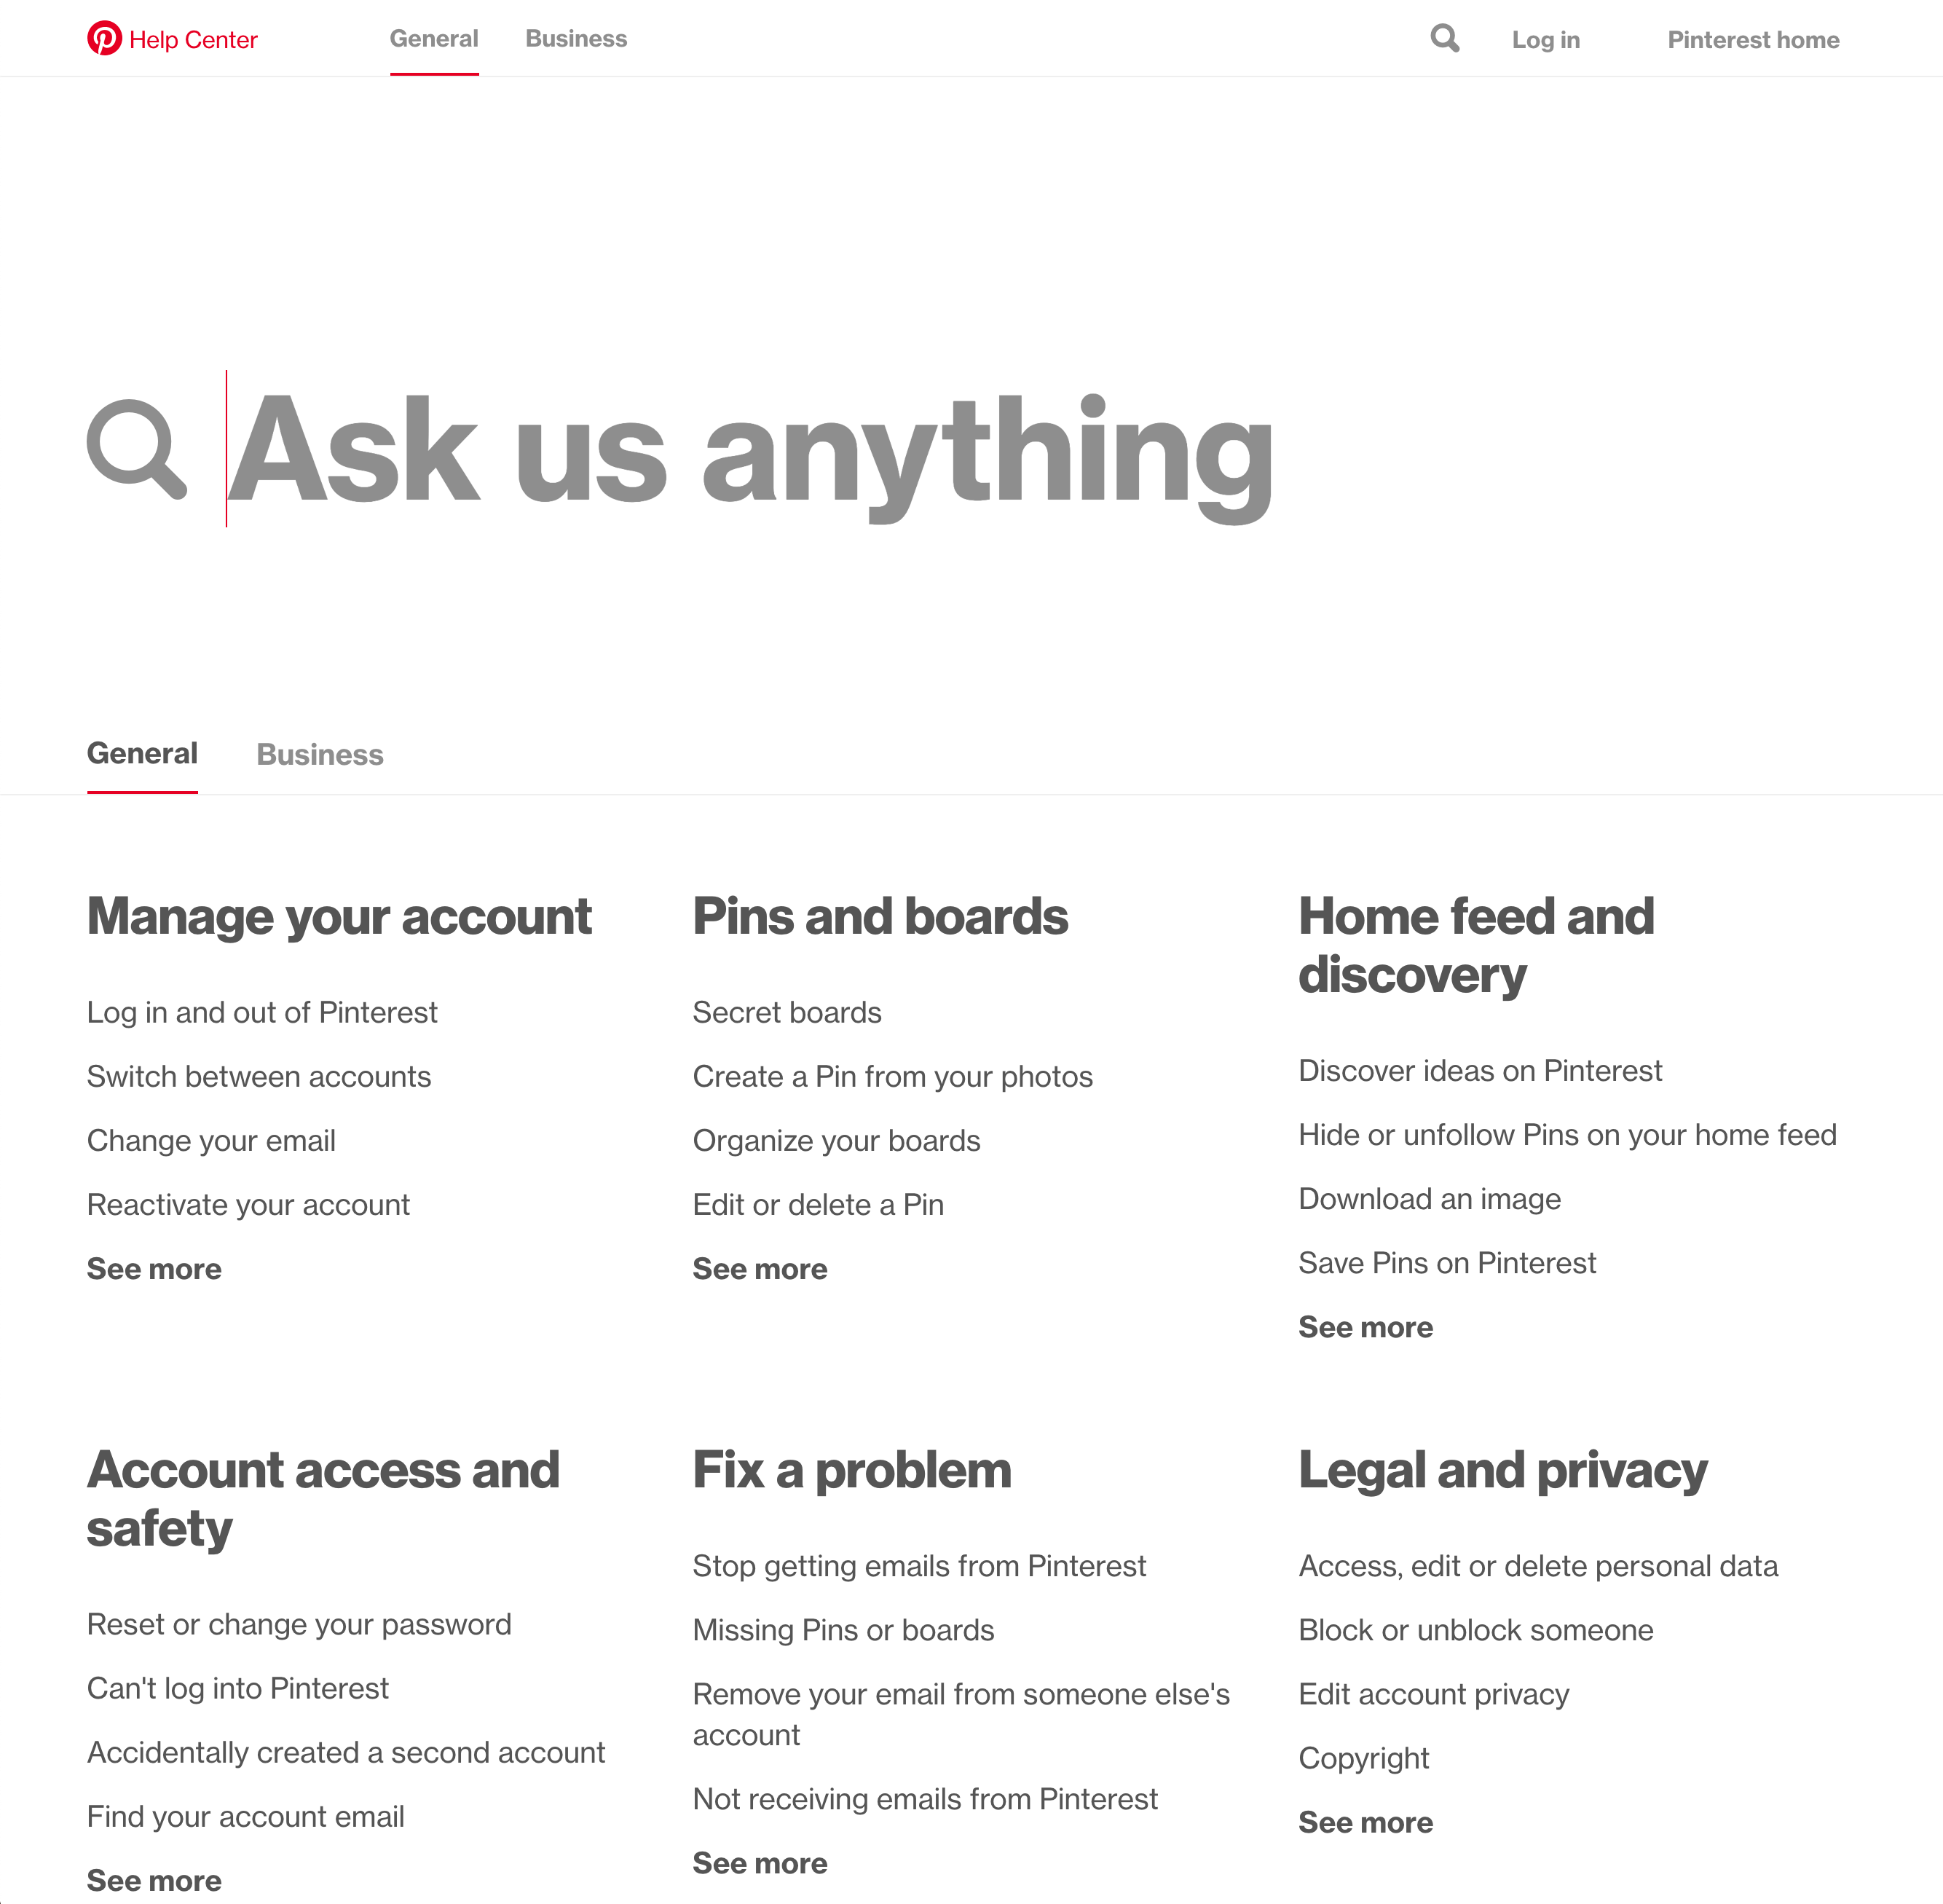 Help Center
General
Business
Log in
Pinterest home
Ask us anything
General
Business
Manage your account
Log in and out of Pinterest
Switch between accounts
Change your email
Reactivate your account
See more
Pins and boards
Secret boards
Create a Pin from your photos
Organize your boards
Edit or delete a Pin
See more
Home feed and
discovery
Discover ideas on Pinterest
Hide or unfollow Pins on your home feed
Download an image
Save Pins on Pinterest
See more
Account access and
safety
Reset or change your password
Can't log into Pinterest
Accidentally created a second account
Find your account email
See more
Fix a problem
Stop getting emails from Pinterest
Missing Pins or boards
Remove your email from someone else's
account
Not receiving emails from Pinterest
See more
Legal and privacy
Access, edit or delete personal data
Block or unblock someone
Edit account privacy
Copyright
See more